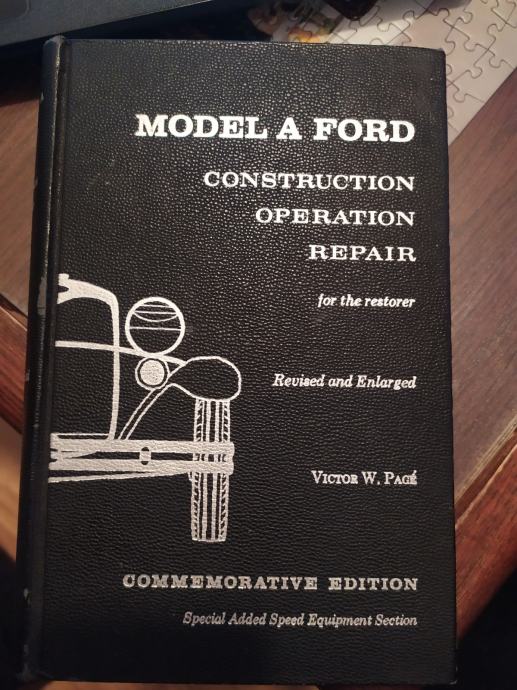 MODEL A FORD
CONSTRUCTION
OPERATION
REPAIR
for the restorer
Revised and Enlarged
VICTOR W. PAGÉ
COMMEMORATIVE EDITION
Special Added Speed Equipment Section